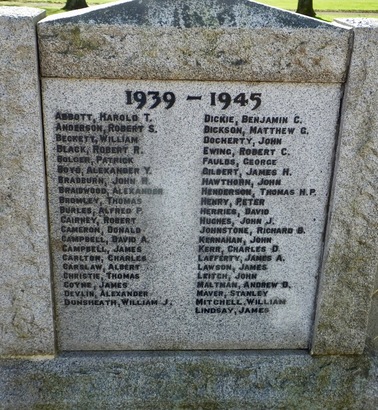 1939 – 1945
ABBOTT, HAROLD T.
ANDERSON, ROBERT S.
BECKETT, WILLIAM
BLACK, ROBERT R.
BOLGER, PATRICK
BOYD, ALEXANDER Y.
BRADBURN, JOHN M.
BRAIDWOOD, ALEXANDER
BROMLEY, THOMAS
BURLES, ALFRED P.
CAIRNEY, ROBERT
CAMERON, DONALD
CAMPBELL, DAVID A.
CAMPBELL, JAMES
CARLTON, CHARLES
CARSLAW, ALBERT
CHRISTIE, THOMAS
COYNE, JAMES
DEVLIN, ALEXANDER
DUNSHEATH, WILLIAM J.
DICKIE, BENJAMIN C.
DICKSON, MATTHEW G.
DOCHERTY, JOHN
EWING, ROBERT C.
FAULDS, GEORGE
GILBERT, JAMES H.
HAWTHORN, JOHN
HENDERSON, THOMAS H.P.
HENRY, PETER
HERRIES, DAVID
HUGHES, JOHN J.
JOHNSTONE, RICHARD B.
KERNAHAN, JOHN
KERR, CHARLES D.
LAFFERTY, JAMES A.
LAWSON, JAMES
LEITCH, JOHN
MALTMAN, ANDREW B.
MAVER, STANLEY
MITCHELL, WILLIAM
LINDSAY, JAMES